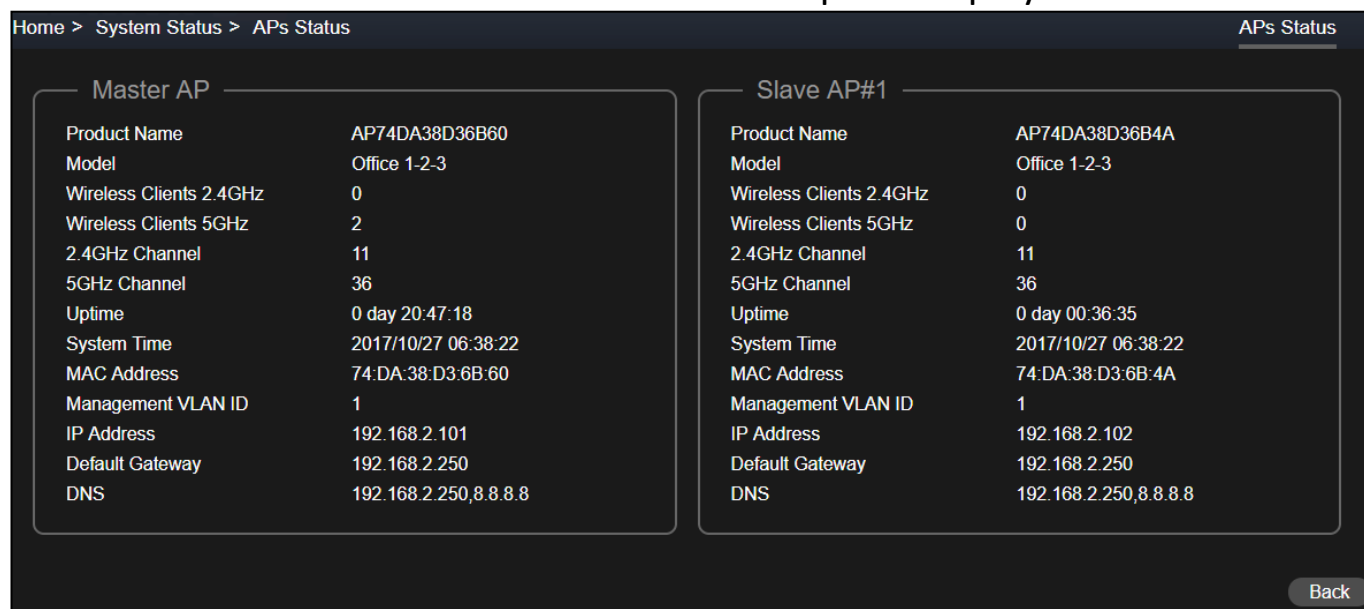 Home > System Status > APs Status APs Status
Master AP
Product Name AP74DA38D36B60
Model Office 1-2-3
Wireless Clients 2.4GHz 0
Wireless Clients 5GHz 2
2.4GHz Channel 11
5GHz Channel 36
Uptime 0 day 20:47:18
System Time 2017/10/27 06:38:22
MAC Address 74:DA:38:D3:6B:60
Management VLAN ID 1
IP Address 192.168.2.101
Default Gateway 192.168.2.250
DNS 192.168.2.250,8.8.8.8
Slave AP#1
Product Name AP74DA38D36B4A
Model Office 1-2-3
Wireless Clients 2.4GHz 0
Wireless Clients 5GHz 0
2.4GHz Channel 11
5GHz Channel 36
Uptime 0 day 00:36:35
System Time 2017/10/27 06:38:22
MAC Address 74:DA:38:D3:6B:4A
Management VLAN ID 1
IP Address 192.168.2.102
Default Gateway 192.168.2.250
DNS 192.168.2.250,8.8.8.8
Back